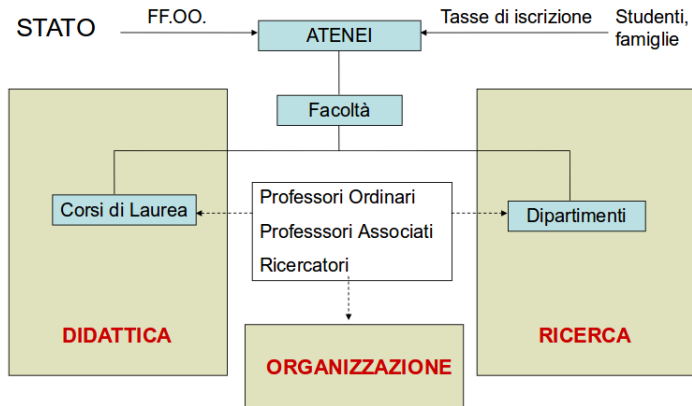 STATO
FF.OO.
ATENEI
Tasse di iscrizione
Studenti,
famiglie
Facoltà
Corsi di Laurea
Professori Ordinari
Professsori Associati
Ricercatori
Dipartimenti
DIDATTICA
ORGANIZZAZIONE
RICERCA